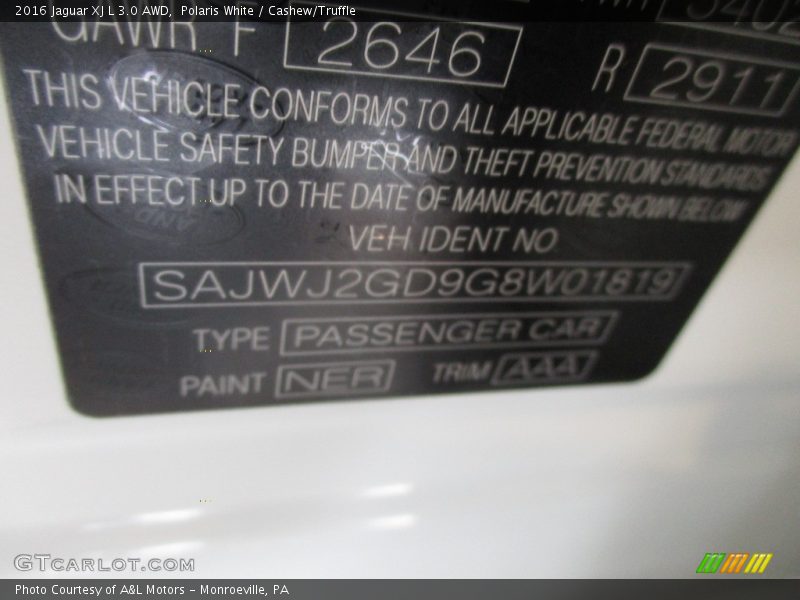 2016 Jaguar XJ L 3.0 AWD, Polaris White / Cashew/Truffle
GAWR F 2646 R 2911
THIS VEHICLE CONFORMS TO ALL APPLICABLE FEDERAL MOTOR
VEHICLE SAFETY BUMPER AND THEFT PREVENTION STANDARDS
IN EFFECT UP TO THE DATE OF MANUFACTURE SHOWN BELOW
VEH IDENT NO
SAJWJ2GD9G8W01819
TYPE PASSENGER CAR
PAINT NER TRIM AAA
GTCARLOT.COM
Photo Courtesy of A&L Motors - Monroeville, PA